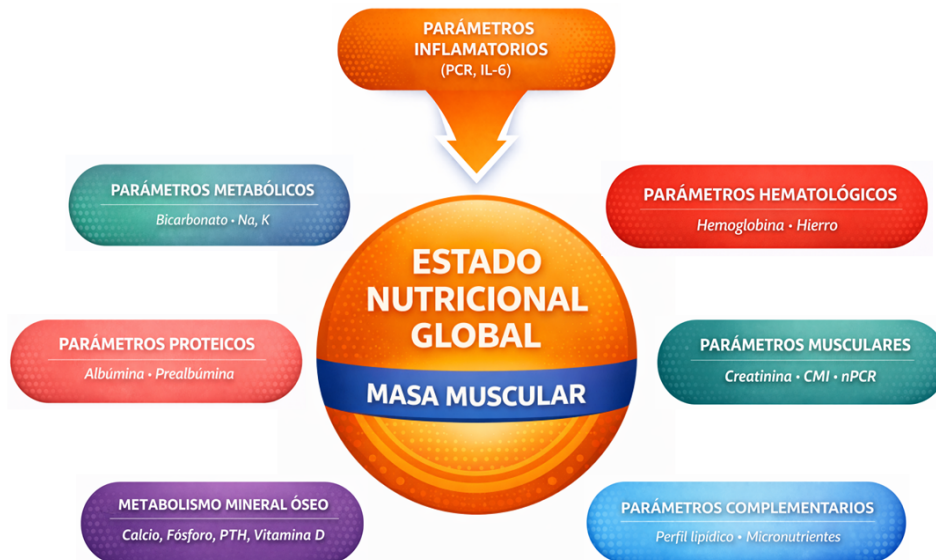 PARÁMETROS
INFLAMATORIOS
(PCR, IL-6)
PARÁMETROS METABÓLICOS
Bicarbonato • Na, K
PARÁMETROS HEMATOLÓGICOS
Hemoglobina • Hierro
ESTADO
NUTRICIONAL
GLOBAL
MASA MUSCULAR
PARÁMETROS PROTEICOS
Albúmina • Prealbúmina
PARÁMETROS MUSCULARES
Creatinina • CMI • nPCR
METABOLISMO MINERAL ÓSEO
Calcio, Fósforo, PTH, Vitamina D
PARÁMETROS COMPLEMENTARIOS
Perfil lipídico • Micronutrientes